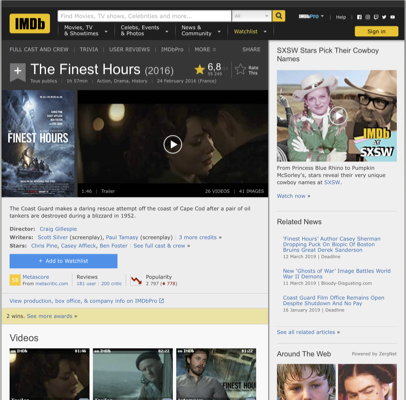 IMDb
Find Movies, TV shows, Celebrities and more...
All
IMDbPro
Help
Movies, TV
& Showtimes
Celebs, Events
& Photos
News &
Community
Watchlist
Sign in
FULL CAST AND CREW | TRIVIA | USER REVIEWS | IMDbPro | MORE
SHARE
The Finest Hours (2016)
6,8
Rate
This
Tous publics | 1h 57min | Action, Drama, History | 24 February 2016 (France)
FINEST HOURS
1:46 | Trailer
26 VIDEOS | 41 IMAGES
The Coast Guard makes a daring rescue attempt off the coast of Cape Cod after a pair of oil
tankers are destroyed during a blizzard in 1952.
Director: Craig Gillespie
Writers: Scott Silver (screenplay), Paul Tamasy (screenplay) | 3 more credits »
Stars: Chris Pine, Casey Affleck, Ben Foster | See full cast & crew »
+ Add to Watchlist
Metascore
From metacritic.com
Reviews
181 user | 200 critic
Popularity
2 797
View production, box office, & company info on IMDbPro
2 wins. See more awards »
Videos
SXSW Stars Pick Their Cowboy
Names
IMDb
AT
SXSW
From Princess Blue Rhino to Pumpkin
McSorley's, stars reveal their very unique
cowboy names at SXSW.
Watch now »
Related News
'Finest Hours' Author Casey Sherman
Dropping Puck On Biopic Of Boston
Bruins Great Derek Sanderson
12 March 2019 | Deadline
New 'Ghosts of War' Image Battles World
War II Demons
11 March 2019 | Bloody-Disgusting.com
Coast Guard Film Office Remains Open
Despite Shutdown And No Pay
16 January 2019 | Deadline
See all related articles »
Around The Web
Powered by ZergNet